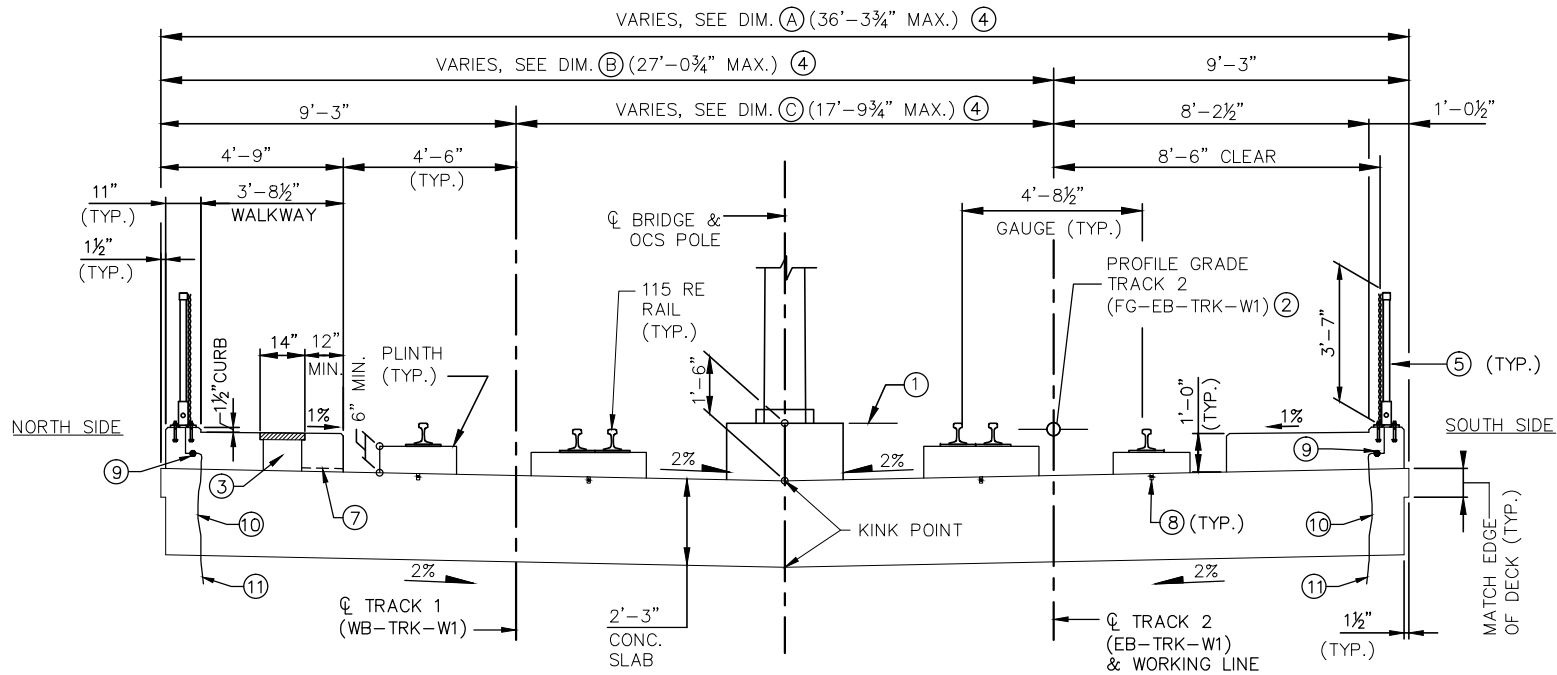 VARIES, SEE DIM. Ⓐ (36'-3¾" MAX.) ④
VARIES, SEE DIM. Ⓑ (27'-0¾" MAX.) ④
9'-3"
9'-3"
VARIES, SEE DIM. Ⓒ (17'-9¾" MAX.) ④
8'-2½"
1'-0½"
4'-9"
4'-6"
(TYP.)
8'-6" CLEAR
11"
(TYP.)
3'-8½"
WALKWAY
4'-8½"
GAUGE (TYP.)
℄ BRIDGE &
OCS POLE
1½"
(TYP.)
PROFILE GRADE
TRACK 2
(FG-EB-TRK-W1) ②
115 RE
RAIL
(TYP.)
3'-7"
14"
12"
MIN.
1½" CURB
PLINTH
(TYP.)
6" MIN.
1'-6"
①
⑤ (TYP.)
1'-0"
(TYP.)
1%
1%
NORTH SIDE
SOUTH SIDE
2%
2%
⑨
③
⑨
⑦
⑩
KINK POINT
⑧ (TYP.)
⑩
MATCH EDGE
OF DECK (TYP.)
⑪
2%
2%
⑪
℄ TRACK 1
(WB-TRK-W1)
2'-3"
CONC.
SLAB
℄ TRACK 2
(EB-TRK-W1)
& WORKING LINE
1½"
(TYP.)